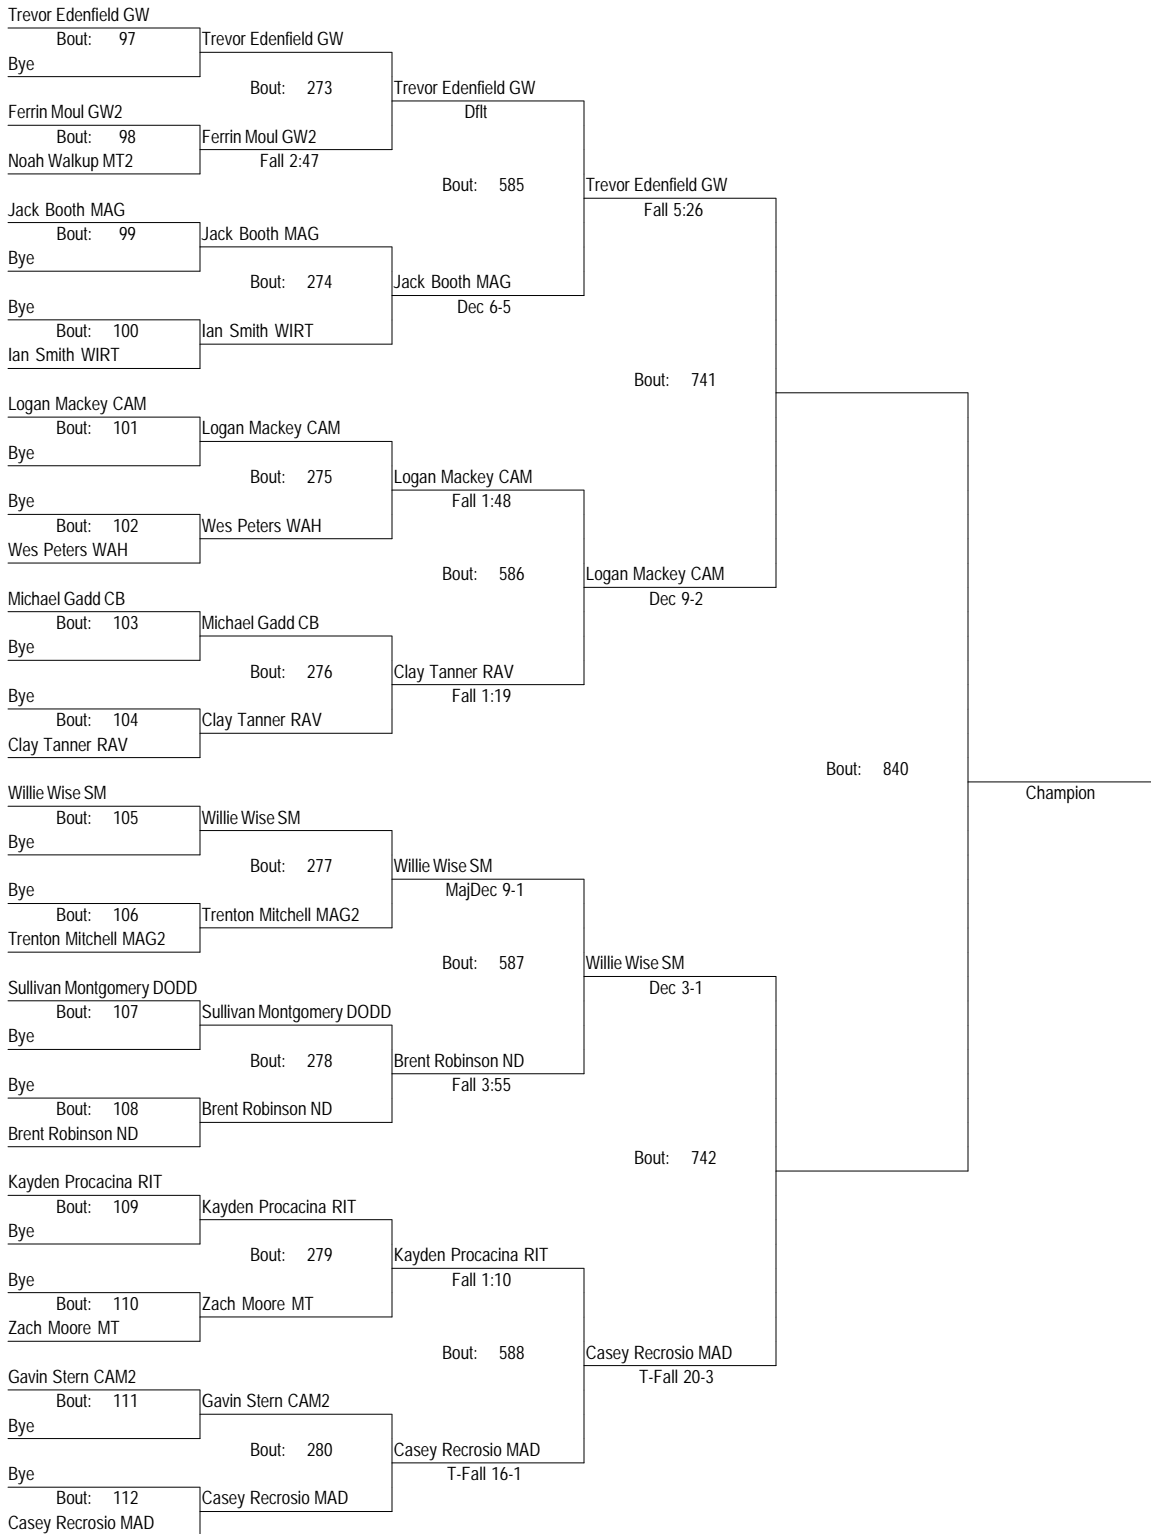 Trevor Edenfield GW
Bout: 97
Trevor Edenfield GW
Bye
Bout: 273
Trevor Edenfield GW
Dflt
Ferrin Moul GW2
Bout: 98
Ferrin Moul GW2
Noah Walkup MT2
Fall 2:47
Bout: 585
Trevor Edenfield GW
Fall 5:26
Jack Booth MAG
Bout: 99
Jack Booth MAG
Bye
Bout: 274
Jack Booth MAG
Dec 6-5
Bye
Bout: 100
Ian Smith WIRT
Ian Smith WIRT
Bout: 741
Logan Mackey CAM
Bout: 101
Logan Mackey CAM
Bye
Bout: 275
Logan Mackey CAM
Fall 1:48
Bye
Bout: 102
Wes Peters WAH
Wes Peters WAH
Bout: 586
Logan Mackey CAM
Dec 9-2
Michael Gadd CB
Bout: 103
Michael Gadd CB
Bye
Bout: 276
Clay Tanner RAV
Fall 1:19
Bye
Bout: 104
Clay Tanner RAV
Clay Tanner RAV
Bout: 840
Champion
Willie Wise SM
Bout: 105
Willie Wise SM
Bye
Bout: 277
Willie Wise SM
MajDec 9-1
Bye
Bout: 106
Trenton Mitchell MAG2
Trenton Mitchell MAG2
Bout: 587
Willie Wise SM
Dec 3-1
Sullivan Montgomery DODD
Bout: 107
Sullivan Montgomery DODD
Bye
Bout: 278
Brent Robinson ND
Fall 3:55
Bye
Bout: 108
Brent Robinson ND
Brent Robinson ND
Bout: 742
Kayden Procacina RIT
Bout: 109
Kayden Procacina RIT
Bye
Bout: 279
Kayden Procacina RIT
Fall 1:10
Bye
Bout: 110
Zach Moore MT
Zach Moore MT
Bout: 588
Casey Recrosio MAD
T-Fall 20-3
Gavin Stern CAM2
Bout: 111
Gavin Stern CAM2
Bye
Bout: 280
Casey Recrosio MAD
T-Fall 16-1
Bye
Bout: 112
Casey Recrosio MAD
Casey Recrosio MAD